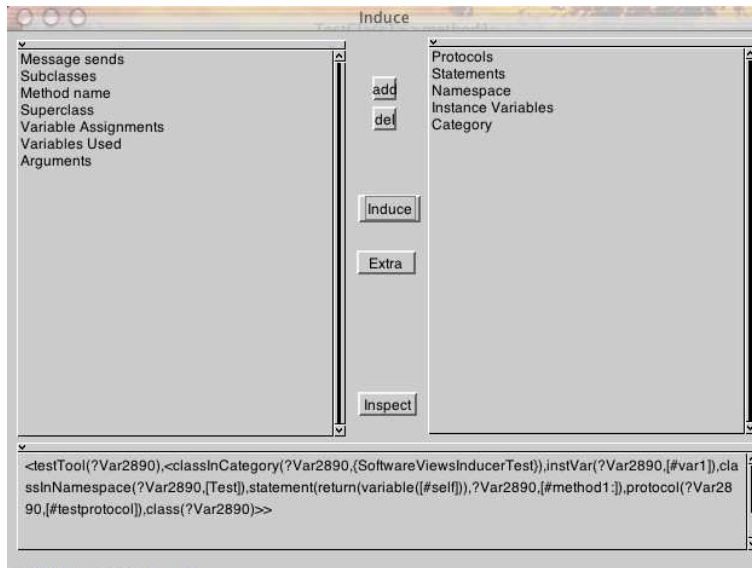 Induce
Message sends
Subclasses
Method name
Superclass
Variable Assignments
Variables Used
Arguments
add
del
Induce
Extra
Inspect
Protocols
Statements
Namespace
Instance Variables
Category
<testTool(?Var2890),<classInCategory(?Var2890,{SoftwareViewsInducerTest}),instVar(?Var2890,[#var1]),cla
ssInNamespace(?Var2890,[Test]),statement(return(variable([#self])),?Var2890,[#method1:]),protocol(?Var28
90,[#testprotocol]),class(?Var2890)>>